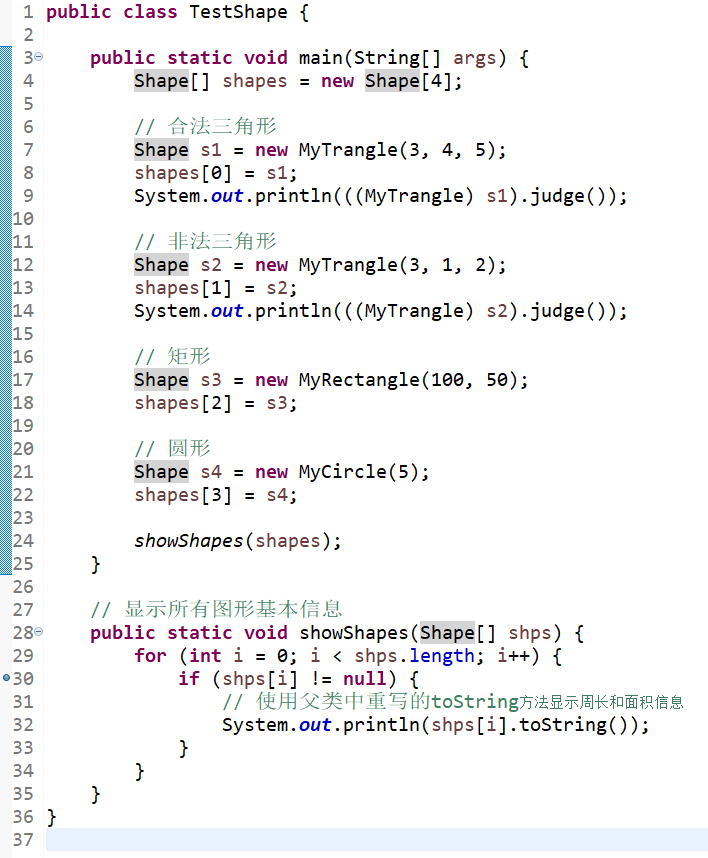 1 public class TestShape {
2
3 public static void main(String[] args) {
4 Shape[] shapes = new Shape[4];
5
6 // 合法三角形
7 Shape s1 = new MyTrangle(3, 4, 5);
8 shapes[0] = s1;
9 System.out.println(((MyTrangle) s1).judge());
10
11 // 非法三角形
12 Shape s2 = new MyTrangle(3, 1, 2);
13 shapes[1] = s2;
14 System.out.println(((MyTrangle) s2).judge());
15
16 // 矩形
17 Shape s3 = new MyRectangle(100, 50);
18 shapes[2] = s3;
19
20 // 圆形
21 Shape s4 = new MyCircle(5);
22 shapes[3] = s4;
23
24 showShapes(shapes);
25 }
26
27 // 显示所有图形基本信息
28 public static void showShapes(Shape[] shps) {
29 for (int i = 0; i < shps.length; i++) {
30 if (shps[i] != null) {
31 // 使用父类中重写的toString方法显示周长和面积信息
32 System.out.println(shps[i].toString());
33 }
34 }
35 }
36 }
37